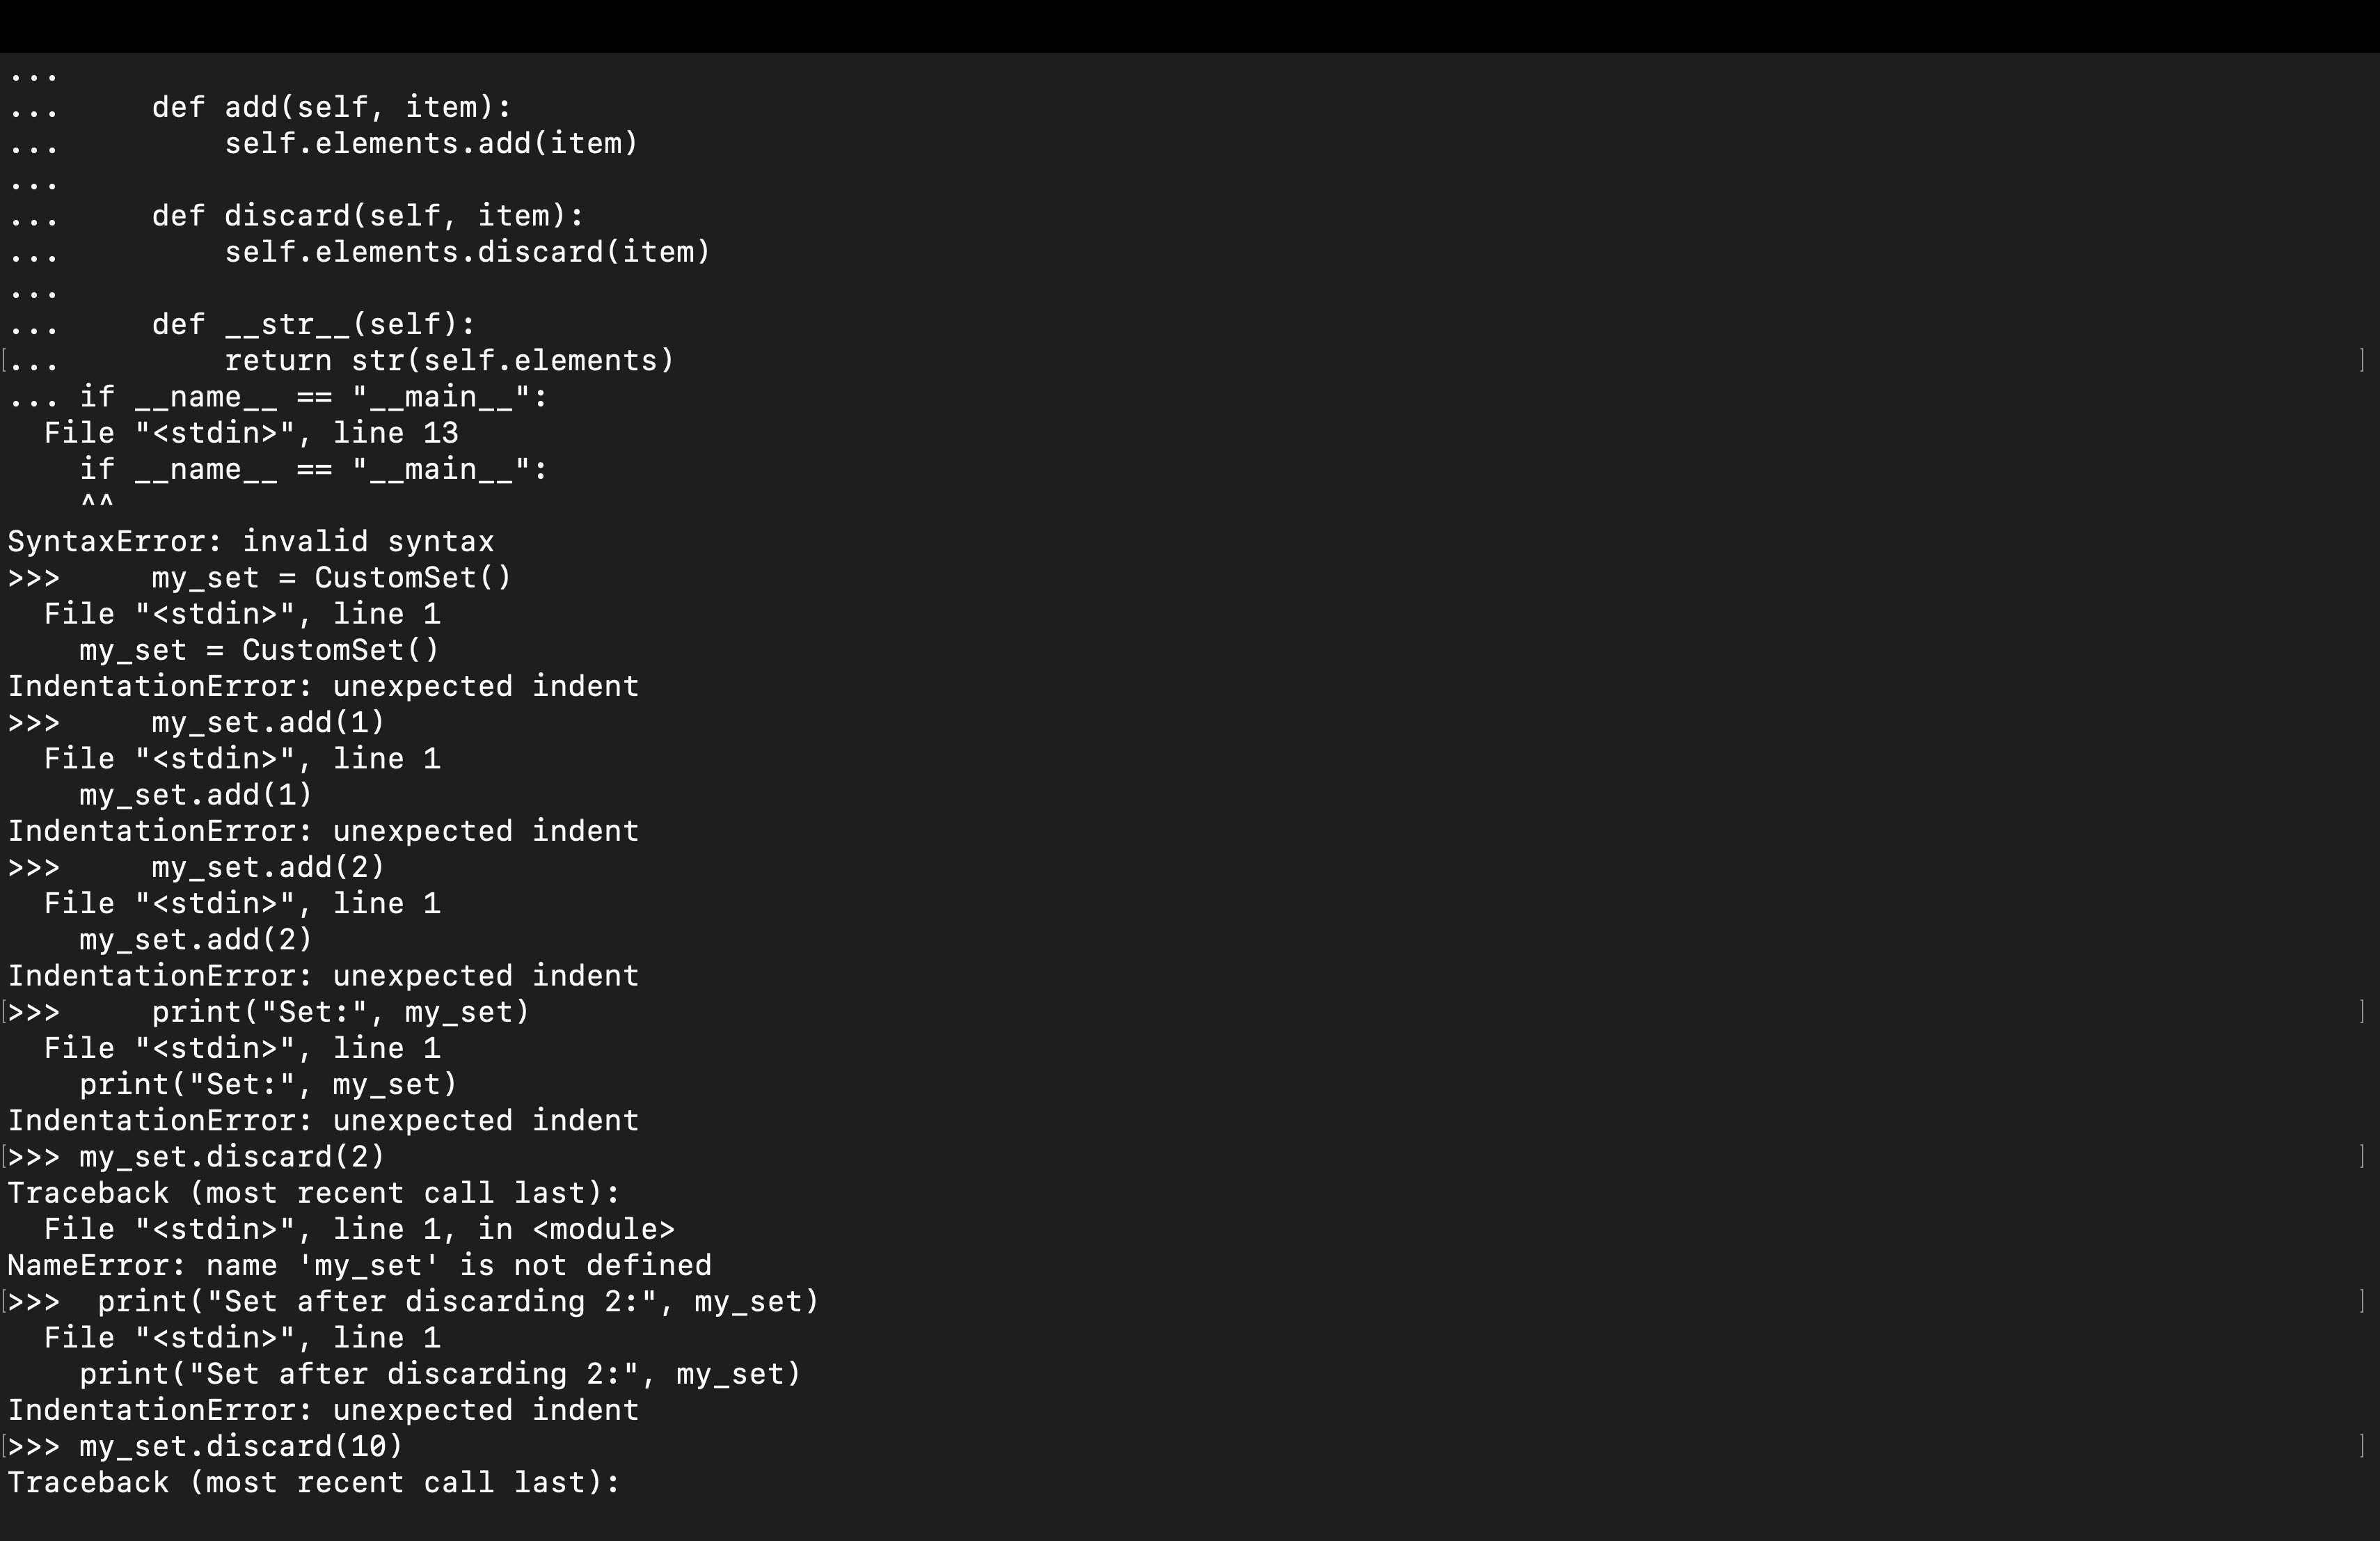 ...
...     def add(self, item):
...         self.elements.add(item)
...
...     def discard(self, item):
...         self.elements.discard(item)
...
...     def __str__(self):
[...         return str(self.elements)                                                                                             ]
... if __name__ == "__main__":
  File "<stdin>", line 13
    if __name__ == "__main__":
    ^^
SyntaxError: invalid syntax
>>>     my_set = CustomSet()
  File "<stdin>", line 1
    my_set = CustomSet()
IndentationError: unexpected indent
>>>     my_set.add(1)
  File "<stdin>", line 1
    my_set.add(1)
IndentationError: unexpected indent
>>>     my_set.add(2)
  File "<stdin>", line 1
    my_set.add(2)
IndentationError: unexpected indent
[>>>     print("Set:", my_set)                                                                                                     ]
  File "<stdin>", line 1
    print("Set:", my_set)
IndentationError: unexpected indent
[>>> my_set.discard(2)                                                                                                             ]
Traceback (most recent call last):
  File "<stdin>", line 1, in <module>
NameError: name 'my_set' is not defined
[>>>  print("Set after discarding 2:", my_set)                                                                                     ]
  File "<stdin>", line 1
    print("Set after discarding 2:", my_set)
IndentationError: unexpected indent
[>>> my_set.discard(10)                                                                                                            ]
Traceback (most recent call last):